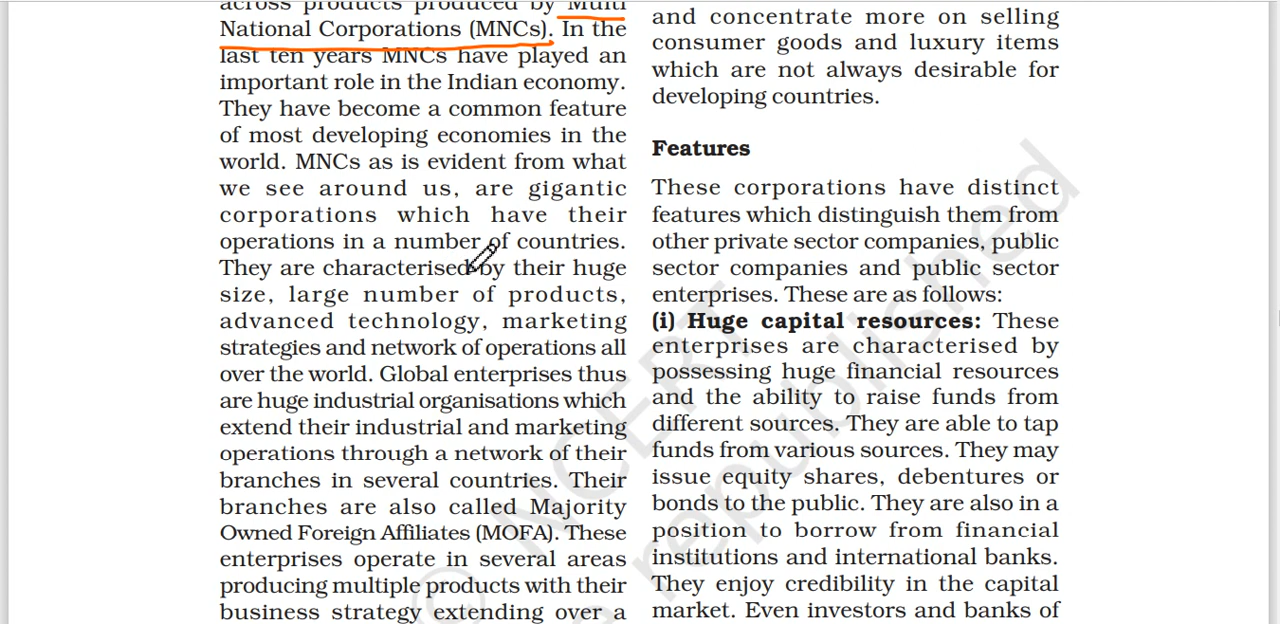 across products produced by Multi
National Corporations (MNCs). In the
last ten years MNCs have played an
important role in the Indian economy.
They have become a common feature
of most developing economies in the
world. MNCs as is evident from what
we see around us, are gigantic
corporations which have their
operations in a number of countries.
They are characterised by their huge
size, large number of products,
advanced technology, marketing
strategies and network of operations all
over the world. Global enterprises thus
are huge industrial organisations which
extend their industrial and marketing
operations through a network of their
branches in several countries. Their
branches are also called Majority
Owned Foreign Affiliates (MOFA). These
enterprises operate in several areas
producing multiple products with their
business strategy extending over a
and concentrate more on selling
consumer goods and luxury items
which are not always desirable for
developing countries.
Features
These corporations have distinct
features which distinguish them from
other private sector companies, public
sector companies and public sector
enterprises. These are as follows:
(i) Huge capital resources: These
enterprises are characterised by
possessing huge financial resources
and the ability to raise funds from
different sources. They are able to tap
funds from various sources. They may
issue equity shares, debentures or
bonds to the public. They are also in a
position to borrow from financial
institutions and international banks.
They enjoy credibility in the capital
market. Even investors and banks of
© NCERT
republished